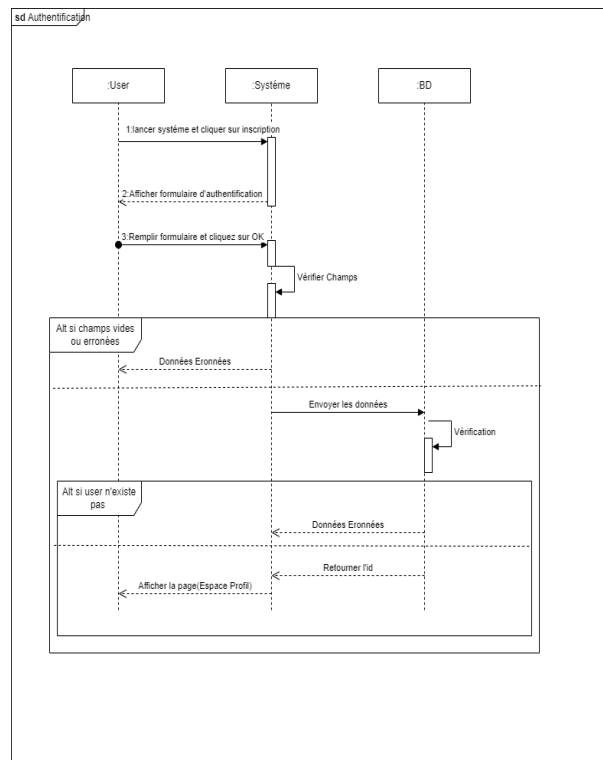 sd Authentification
:User
:Systéme
:BD
1:lancer systéme et cliquer sur inscription
2:Afficher formulaire d'authentification
3:Remplir formulaire et cliquez sur OK
Vérifier Champs
Alt si champs vides
ou erronées
Données Eronnées
Envoyer les données
Vérification
Alt si user n'existe
pas
Données Eronnées
Retourner l'id
Afficher la page(Espace Profil)